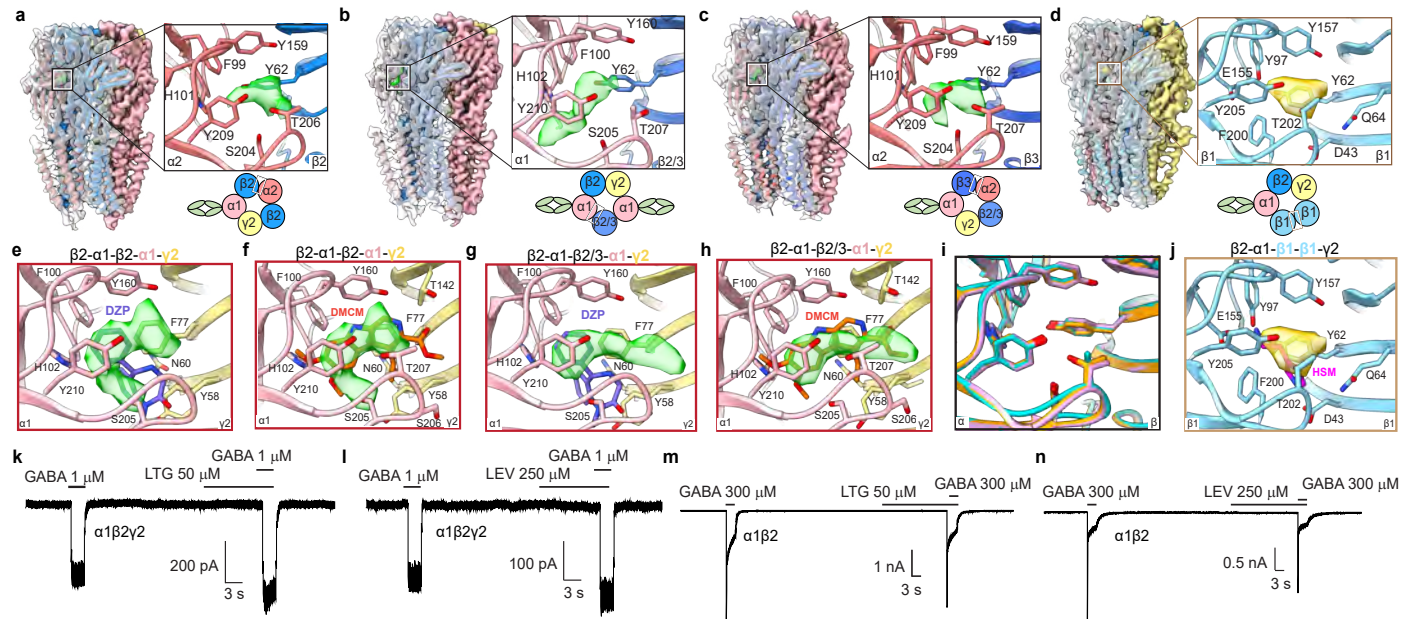 a
Y159
F99
Y62
H101
T206
Y209
S204
α2
β2
β2
α2
α1
β2
γ2
b
Y160
F100
H102
Y62
Y210
S205
T207
α1
β2/3
β2
γ2
α1
α1
β2/3
c
Y159
F99
Y62
H101
Y209
T207
S204
α2
β3
β3
α2
α1
β2/3
γ2
d
Y157
Y97
E155
Y62
Y205
T202
Q64
F200
D43
β1
β1
β2
γ2
α1
β1
β1
e
β2-α1-β2-α1-γ2
F100
Y160
DZP
F77
N60
H102
Y210
Y58
S205
α1
γ2
f
β2-α1-β2-α1-γ2
F100
Y160
T142
DMCM
F77
H102
N60
T207
Y210
Y58
S205
S206
α1
γ2
g
β2-α1-β2/3-α1-γ2
F100
Y160
DZP
F77
H102
N60
Y210
Y58
S205
α1
γ2
h
β2-α1-β2/3-α1-γ2
F100
Y160
T142
DMCM
F77
H102
N60
T207
Y210
Y58
S205
S206
α1
γ2
i
α
β
j
β2-α1-β1-β1-γ2
Y157
Y97
E155
Y62
Y205
HSM
F200
Q64
T202
D43
β1
β1
k
GABA 1 μM
GABA 1 μM
LTG 50 μM
α1β2γ2
200 pA
3 s
l
GABA 1 μM
GABA 1 μM
LEV 250 μM
α1β2γ2
100 pA
3 s
m
GABA 300 μM
GABA 300 μM
LTG 50 μM
α1β2
1 nA
3 s
n
GABA 300 μM
GABA 300 μM
LEV 250 μM
α1β2
0.5 nA
3 s